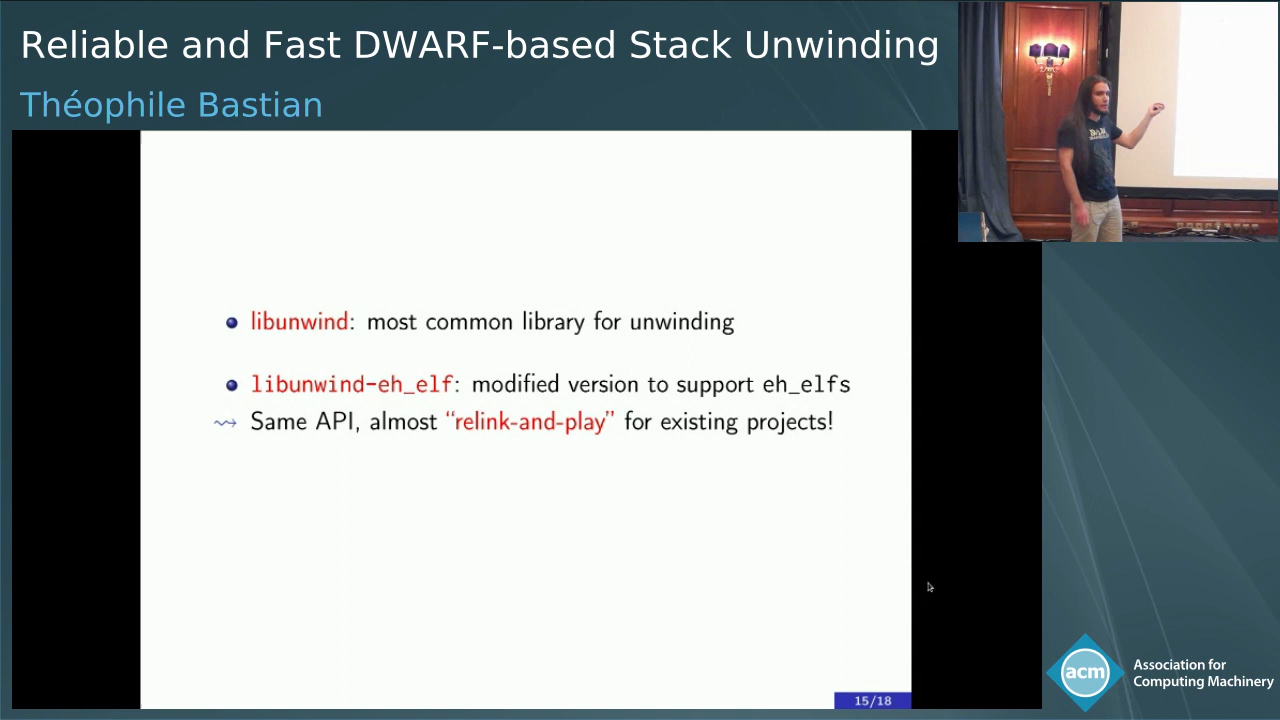 Reliable and Fast DWARF-based Stack Unwinding
Théophile Bastian
libunwind: most common library for unwinding
libunwind-eh_elf: modified version to support eh_elfs
⇝ Same API, almost “relink-and-play” for existing projects!
15/18
acm
Association for
Computing Machinery